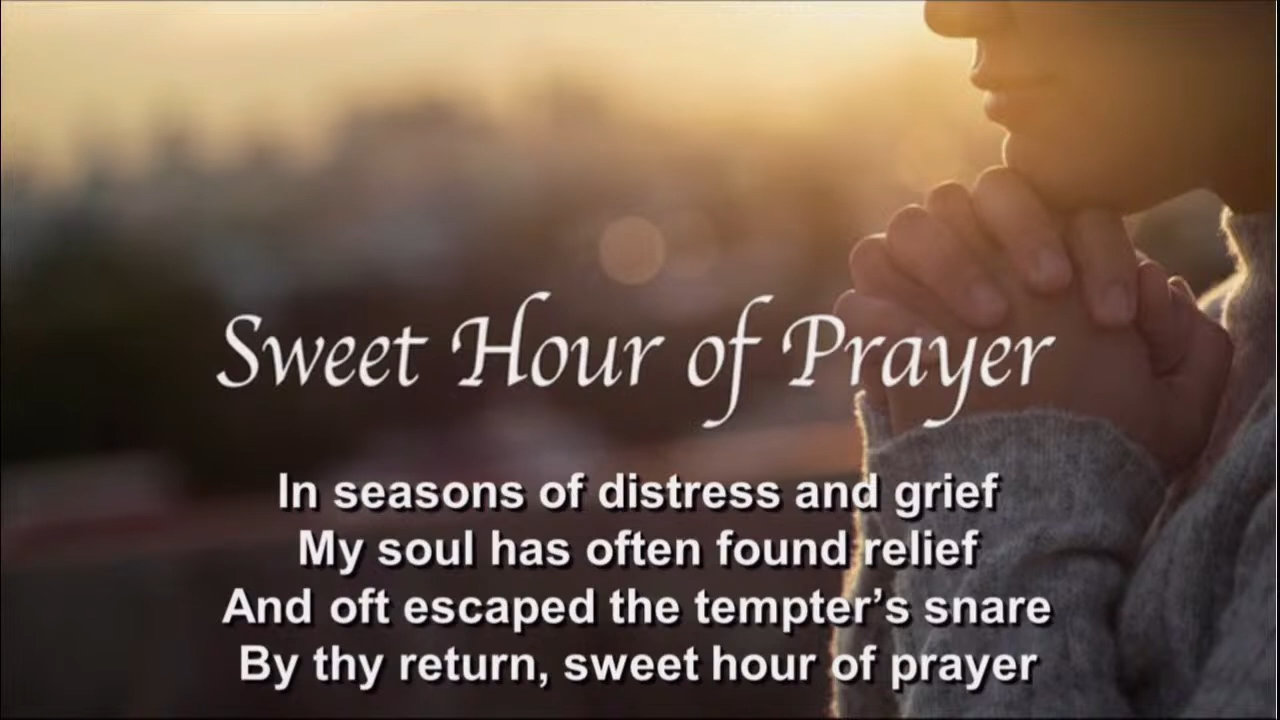 Sweet Hour of Prayer
In seasons of distress and grief
My soul has often found relief
And oft escaped the tempter’s snare
By thy return, sweet hour of prayer